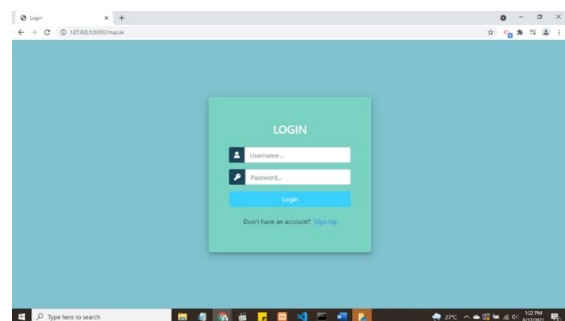 Login
127.0.0.1:8000/masuk
LOGIN
Username...
Password...
Login
Don't have an account? Sign Up
Type here to search
27°C
1:22 PM